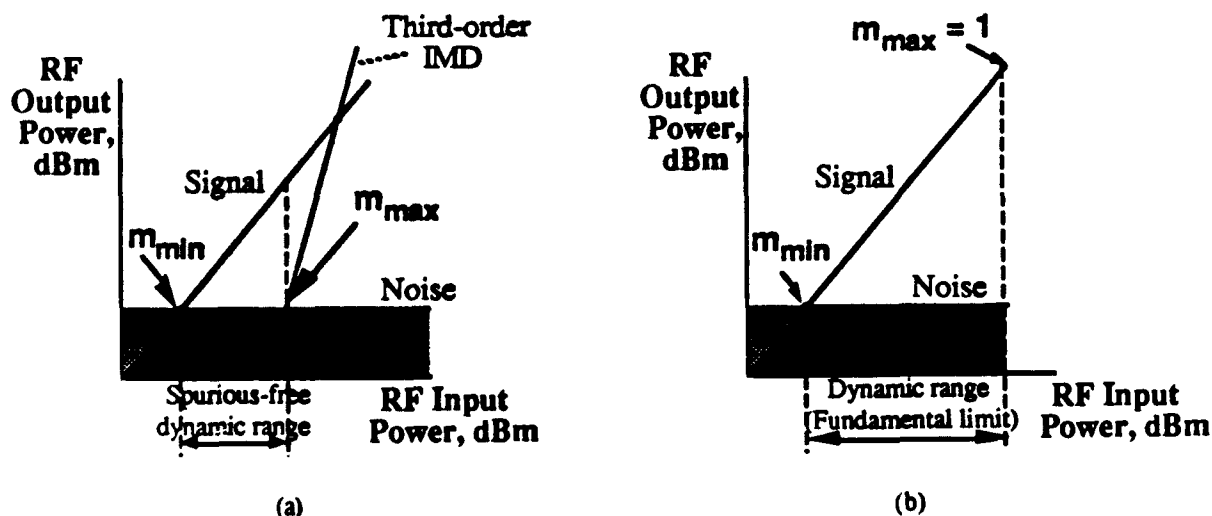 Third-order
IMD
RF
Output
Power,
dBm
Signal
m_max
m_min
Noise
Spurious-free
dynamic range
RF Input
Power, dBm
(a)
m_max = 1
RF
Output
Power,
dBm
Signal
m_min
Noise
Dynamic range
(Fundamental limit)
RF Input
Power, dBm
(b)